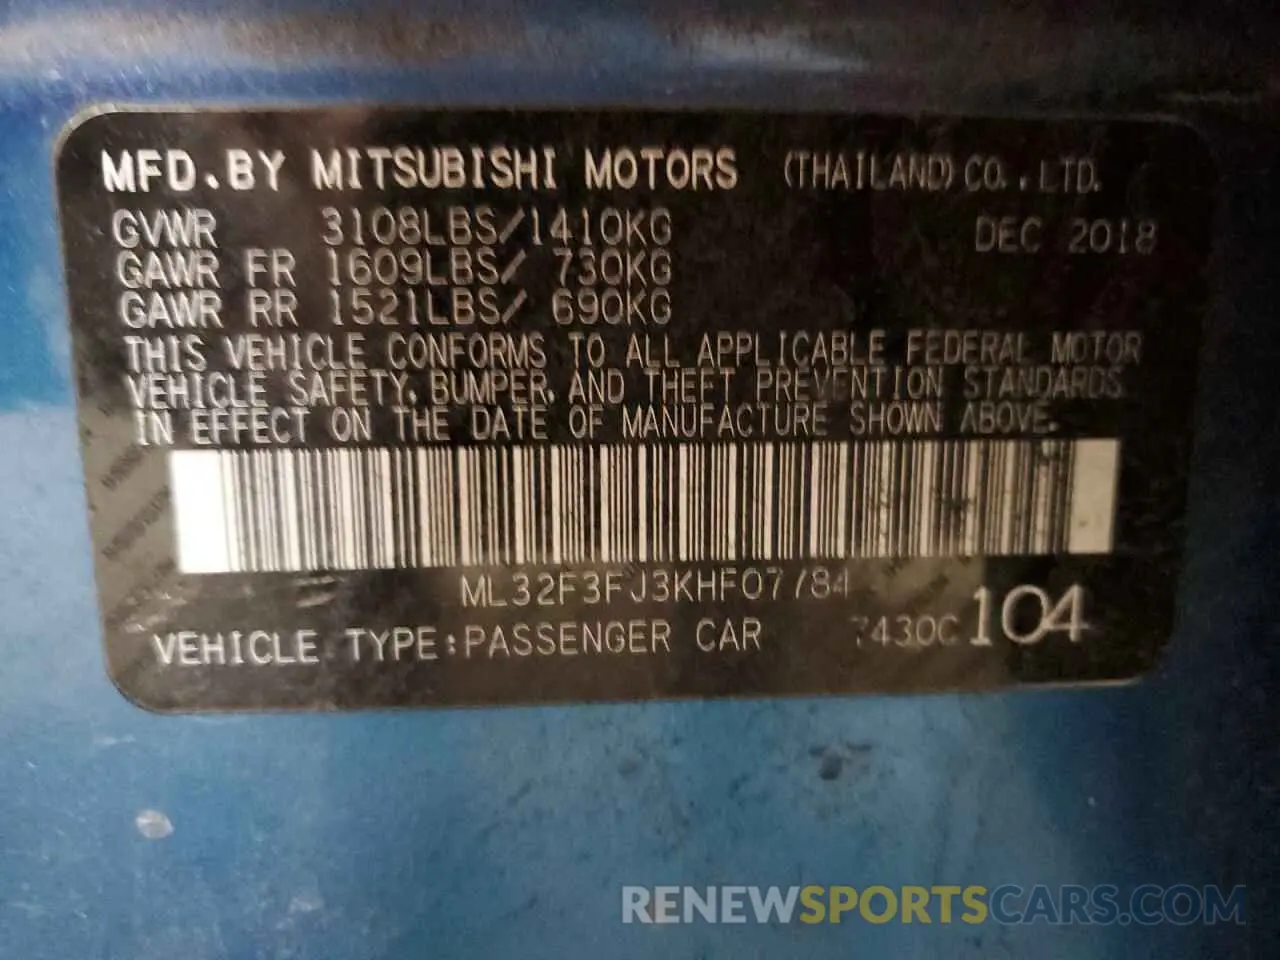 MFD.BY MITSUBISHI MOTORS (THAILAND) CO.,LTD.
GVWR 3108LBS/1410KG DEC 2018
GAWR FR 1609LBS/ 730KG
GAWR RR 1521LBS/ 690KG
THIS VEHICLE CONFORMS TO ALL APPLICABLE FEDERAL MOTOR
VEHICLE SAFETY, BUMPER, AND THEFT PREVENTION STANDARDS
IN EFFECT ON THE DATE OF MANUFACTURE SHOWN ABOVE.
ML32F3FJ3KHF07784
VEHICLE TYPE:PASSENGER CAR 7430C 104
RENEWSPORTSCARS.COM